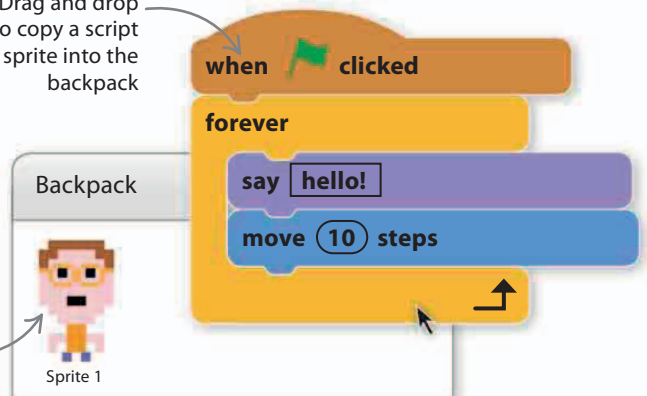 Drag and drop
to copy a script
sprite into the
backpack
when clicked
forever
say hello!
move 10 steps
Backpack
Sprite 1